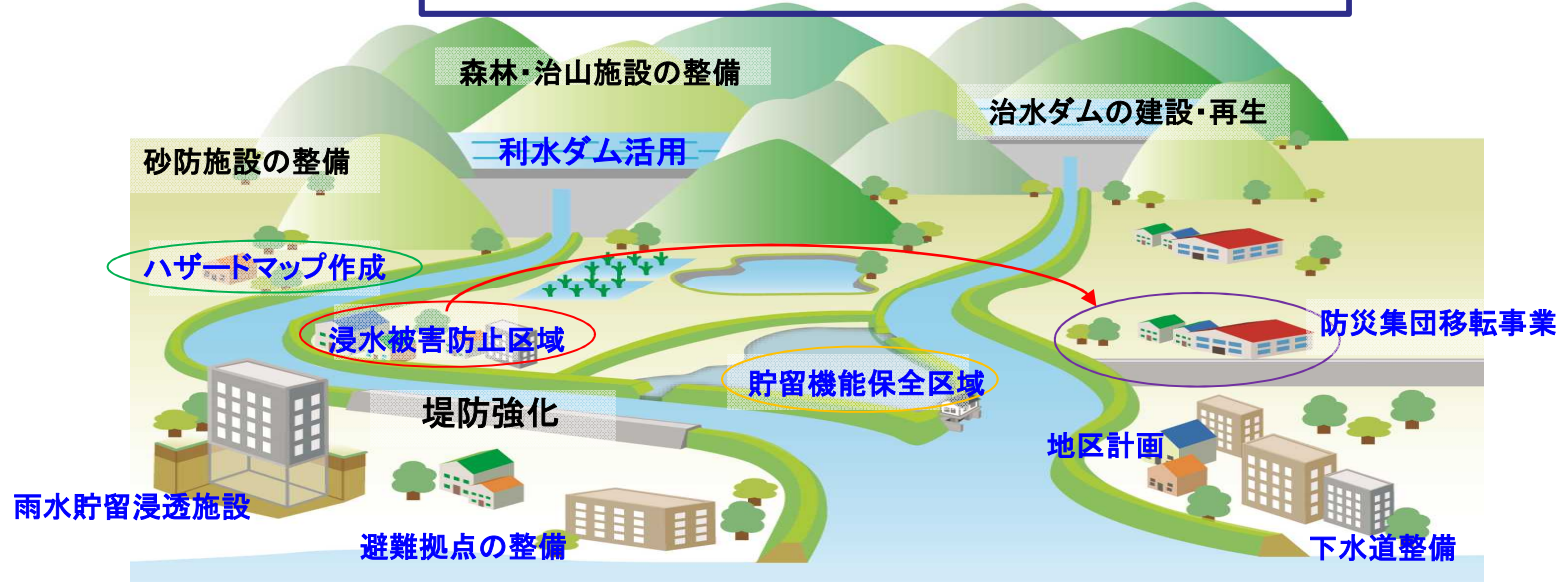 森林・治山施設の整備
治水ダムの建設・再生
砂防施設の整備
利水ダム活用
ハザードマップ作成
浸水被害防止区域
防災集団移転事業
貯留機能保全区域
堤防強化
地区計画
雨水貯留浸透施設
避難拠点の整備
下水道整備